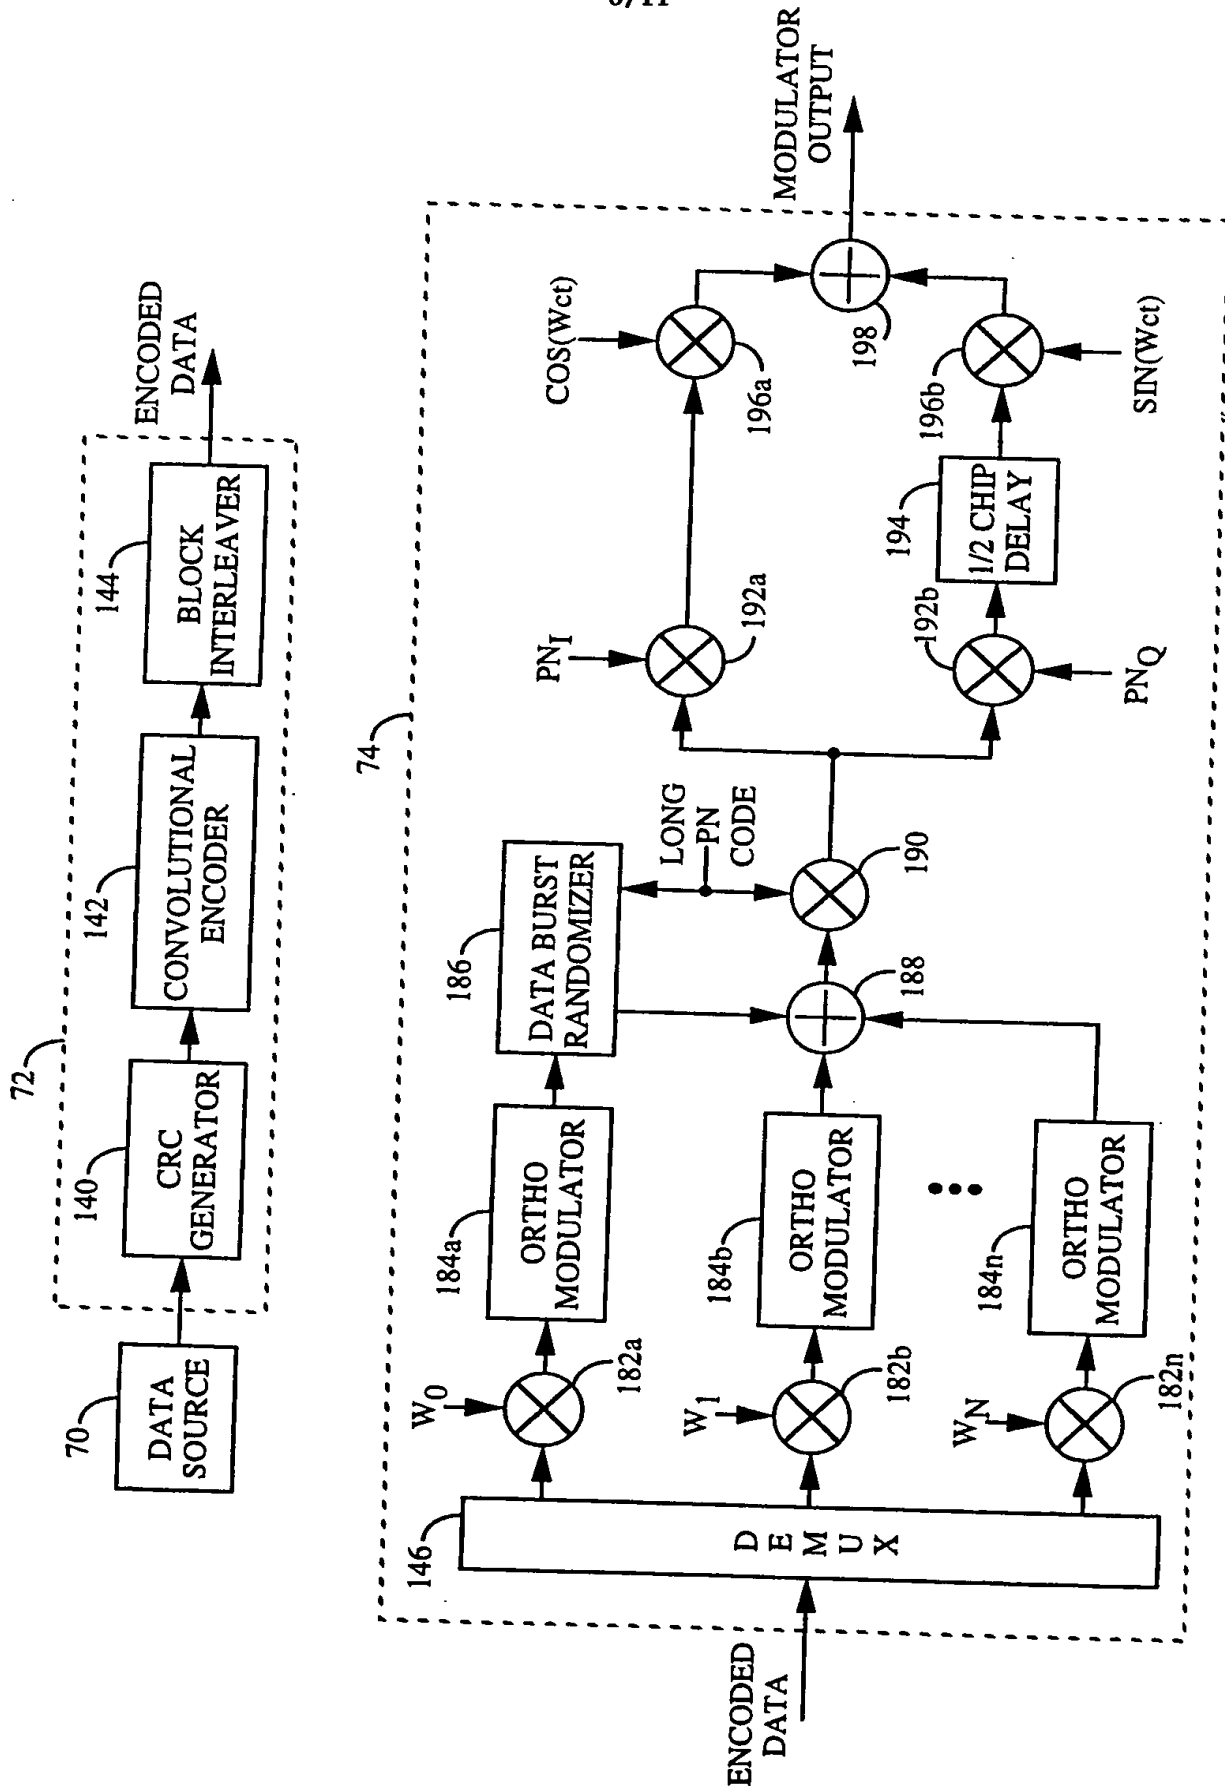 6/11
70
DATA
SOURCE
72
140
CRC
GENERATOR
142
CONVOLUTIONAL
ENCODER
144
BLOCK
INTERLEAVER
ENCODED
DATA
74
ENCODED
DATA
146
D
E
M
U
X
W0
182a
184a
ORTHO
MODULATOR
186
DATA BURST
RANDOMIZER
W1
182b
184b
ORTHO
MODULATOR
WN
182n
184n
ORTHO
MODULATOR
188
LONG
PN
CODE
190
PNI
192a
PNQ
192b
194
1/2 CHIP
DELAY
COS(Wct)
196a
SIN(Wct)
196b
198
MODULATOR
OUTPUT